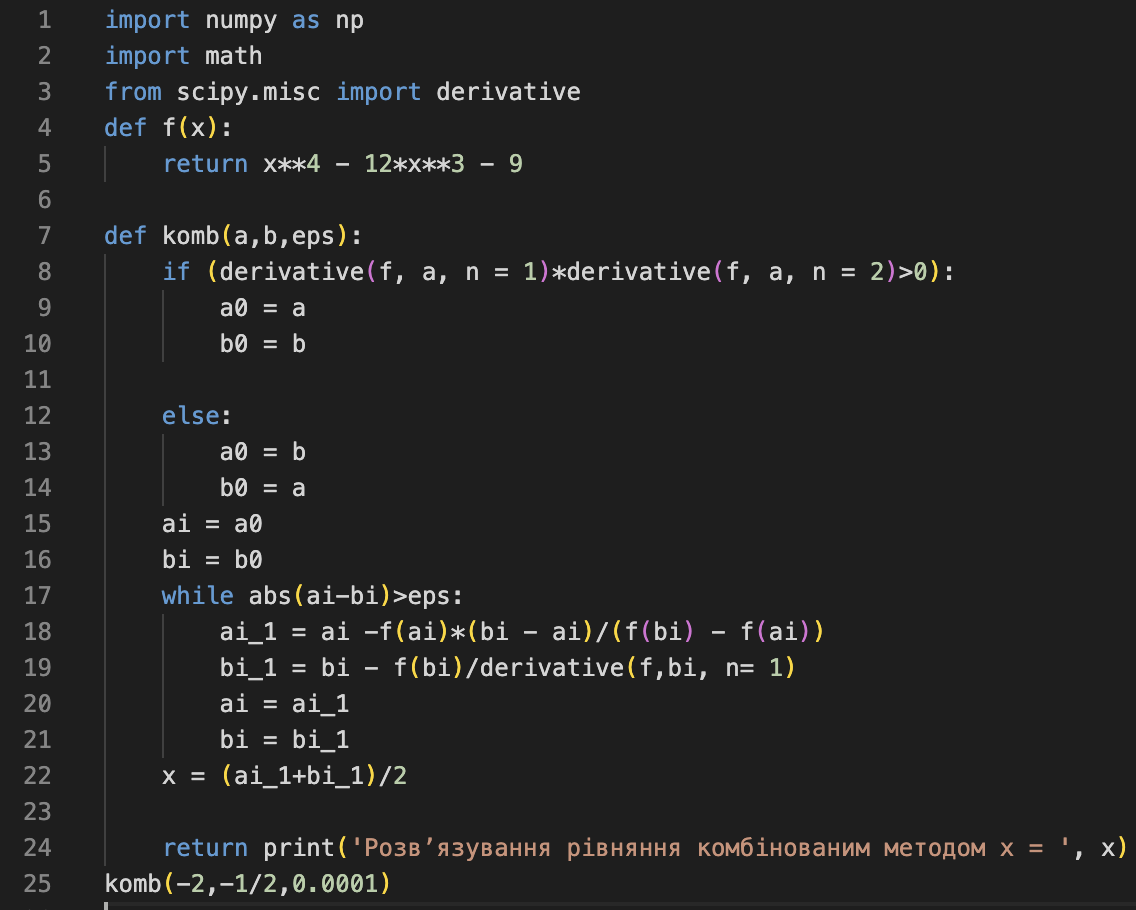 1 import numpy as np
2 import math
3 from scipy.misc import derivative
4 def f(x):
5     return x**4 - 12*x**3 - 9
6
7 def komb(a,b,eps):
8     if (derivative(f, a, n = 1)*derivative(f, a, n = 2)>0):
9         a0 = a
10         b0 = b
11
12     else:
13         a0 = b
14         b0 = a
15     ai = a0
16     bi = b0
17     while abs(ai-bi)>eps:
18         ai_1 = ai -f(ai)*(bi - ai)/(f(bi) - f(ai))
19         bi_1 = bi - f(bi)/derivative(f,bi, n= 1)
20         ai = ai_1
21         bi = bi_1
22     x = (ai_1+bi_1)/2
23
24     return print('Розв’язування рівняння комбінованим методом x = ', x)
25 komb(-2,-1/2,0.0001)